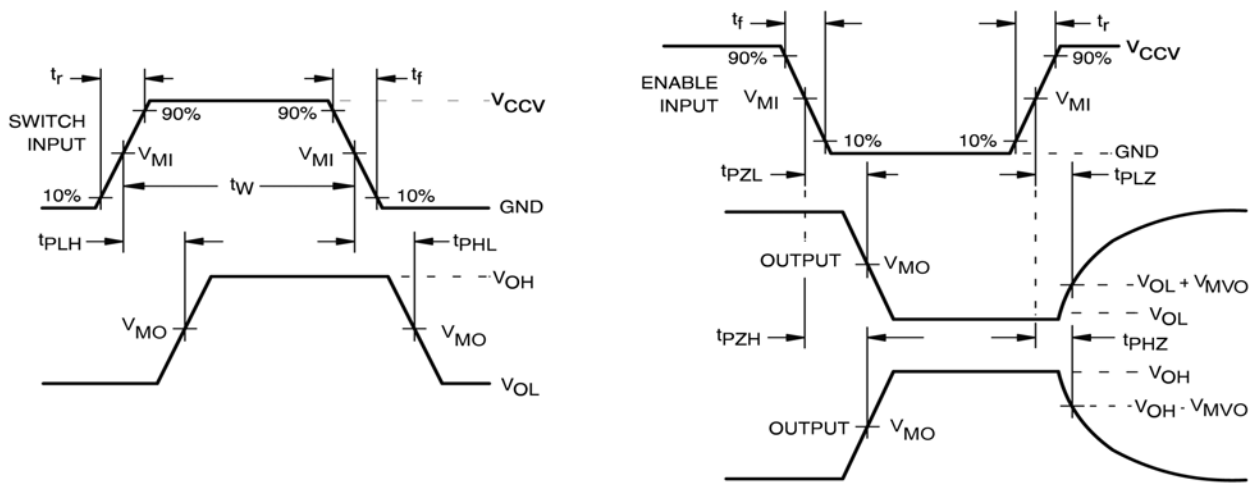 tr
tf
VCCV
90%
90%
SWITCH
INPUT
VMI
VMI
tW
10%
10%
GND
tPLH
tPHL
VOH
VMO
VMO
VOL
tf
tr
VCCV
90%
90%
ENABLE
INPUT
VMI
VMI
10%
10%
GND
tPZL
tPLZ
OUTPUT
VMO
VOL + VMVO
VOL
tPZH
tPHZ
VOH
VOH - VMVO
OUTPUT
VMO